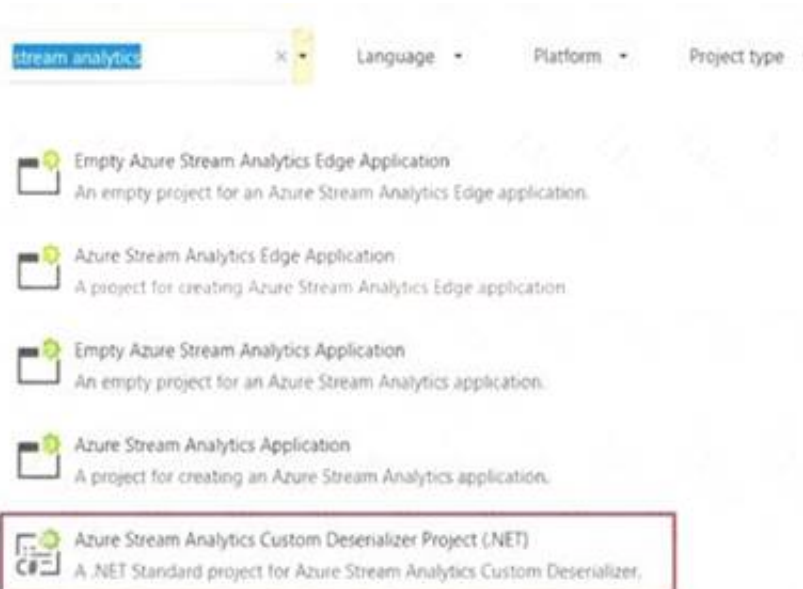 stream analytics
Language
Platform
Project type
Empty Azure Stream Analytics Edge Application
An empty project for an Azure Stream Analytics Edge application.
Azure Stream Analytics Edge Application
A project for creating Azure Stream Analytics Edge application
Empty Azure Stream Analytics Application
An empty project for an Azure Stream Analytics application.
Azure Stream Analytics Application
A project for creating an Azure Stream Analytics application.
Azure Stream Analytics Custom Deserializer Project (.NET)
C#
A .NET Standard project for Azure Stream Analytics Custom Deserializer.